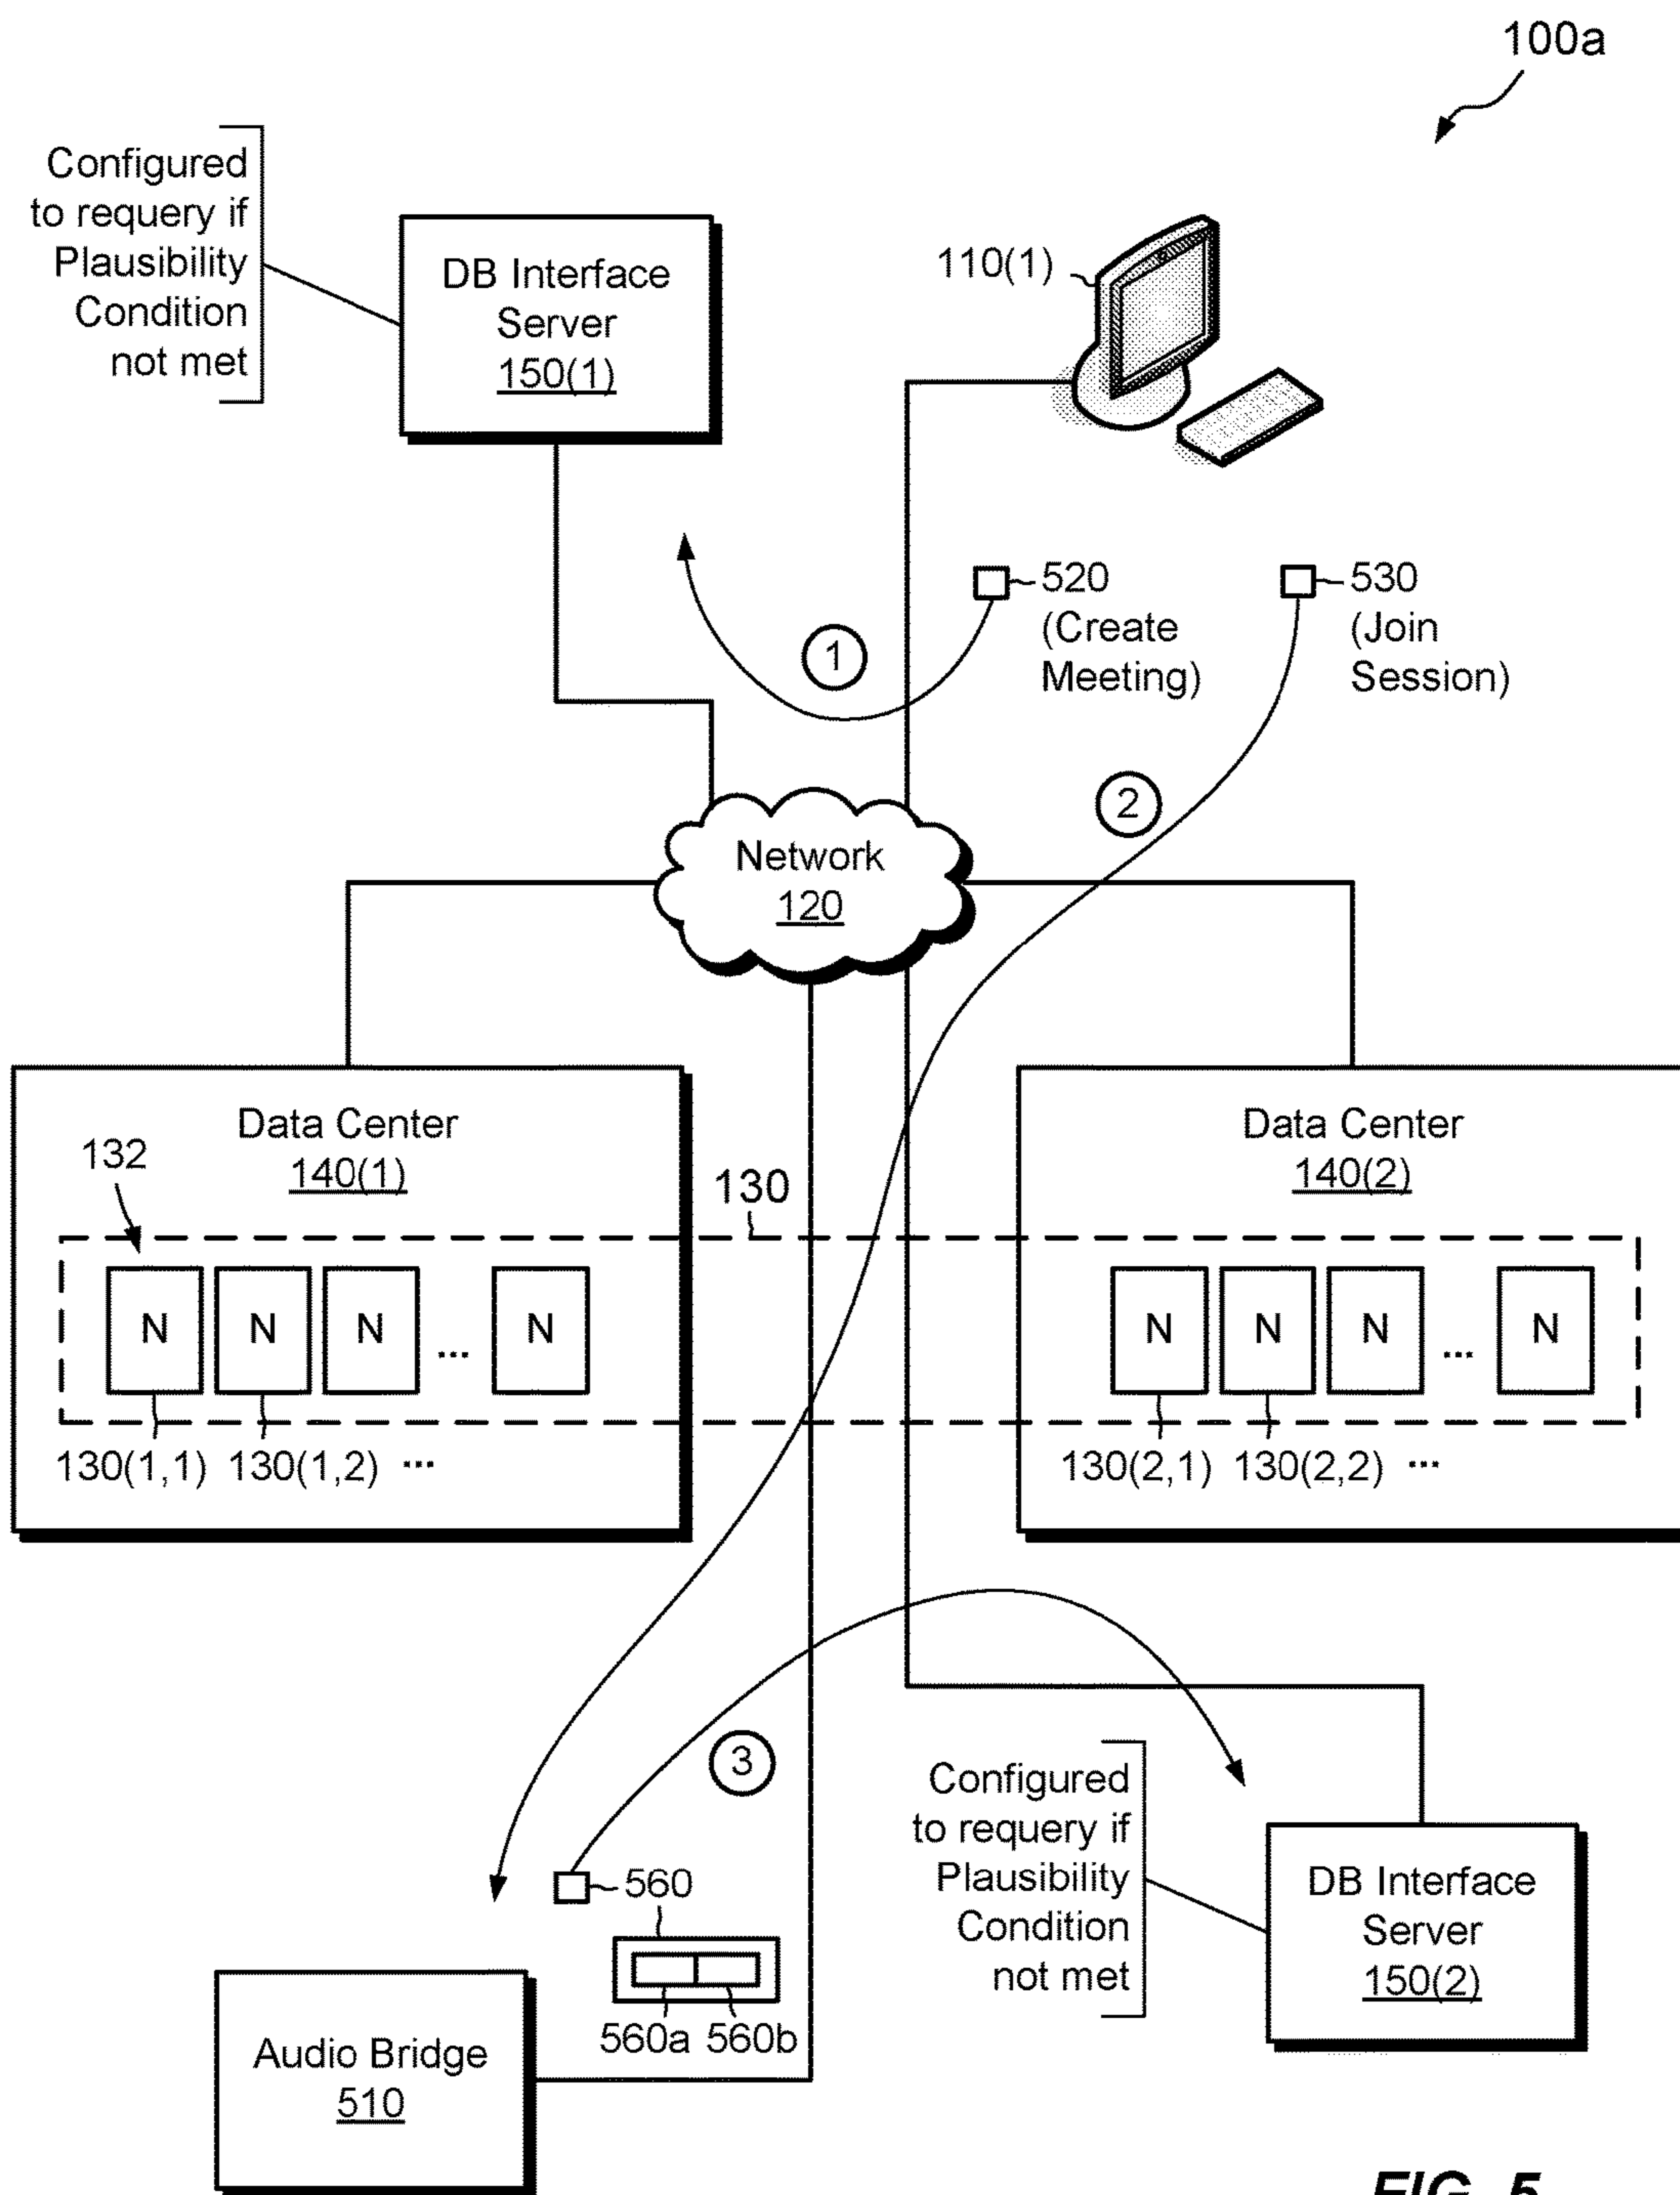 100a
Configured
to requery if
Plausibility
Condition
not met
DB Interface
Server
150(1)
110(1)
520
(Create
Meeting)
530
(Join
Session)
1
2
Network
120
Data Center
140(1)
132
130
Data Center
140(2)
N N N ... N
N N N ... N
130(1,1) 130(1,2) ...
130(2,1) 130(2,2) ...
3
560
560a 560b
Configured
to requery if
Plausibility
Condition
not met
DB Interface
Server
150(2)
Audio Bridge
510
FIG. 5